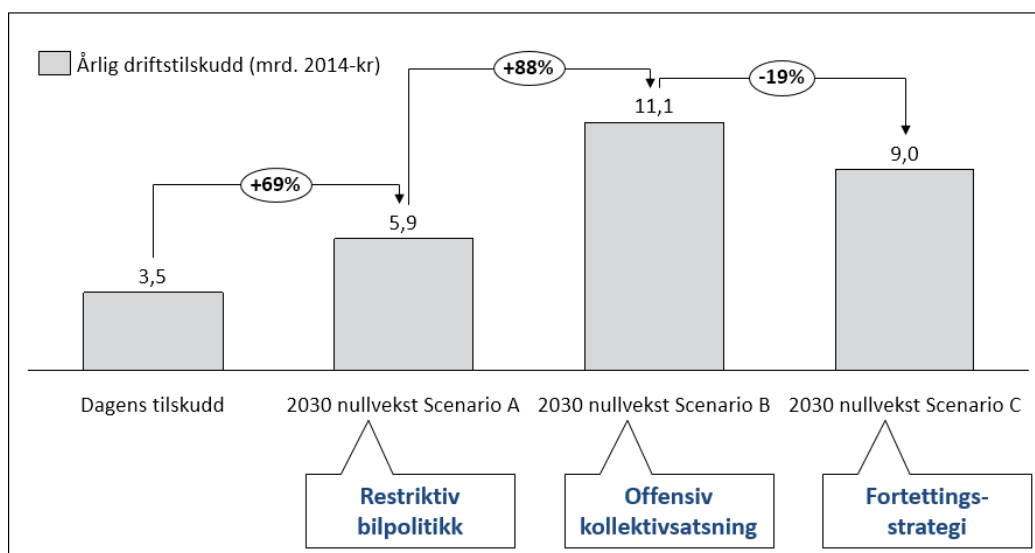 Årlig driftstilskudd (mrd. 2014-kr)
+69%
+88%
-19%
3,5
5,9
11,1
9,0
Dagens tilskudd
2030 nullvekst Scenario A
2030 nullvekst Scenario B
2030 nullvekst Scenario C
Restriktiv
bilpolitikk
Offensiv
kollektivsatsning
Fortettings-
strategi